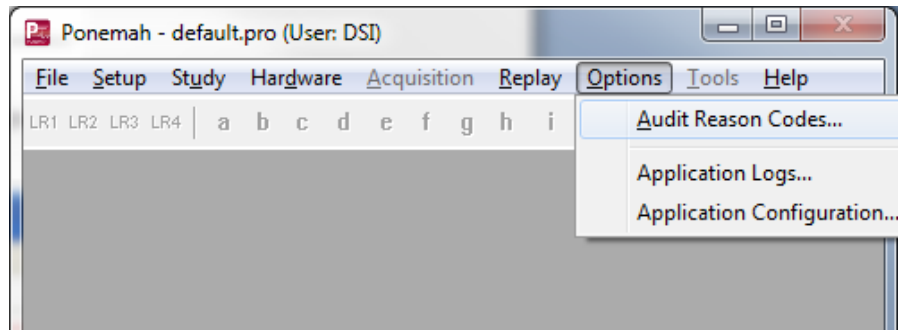 Ponemah - default.pro (User: DSI)
File Setup Study Hardware Acquisition Replay Options Tools Help
LR1 LR2 LR3 LR4 a b c d e f g h i
Audit Reason Codes...
Application Logs...
Application Configuration...